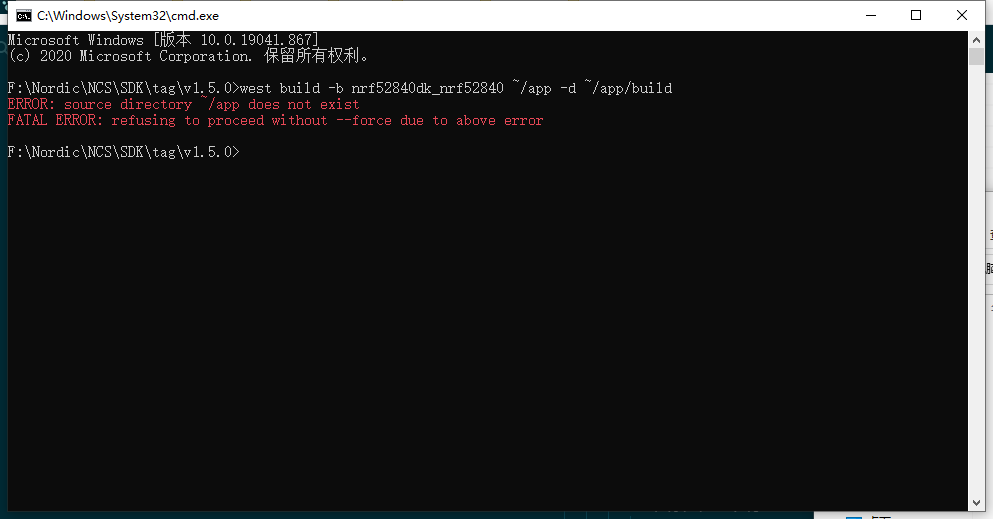 C:\Windows\System32\cmd.exe
Microsoft Windows [版本 10.0.19041.867]
(c) 2020 Microsoft Corporation. 保留所有权利。
F:\Nordic\NCS\SDK\tag\v1.5.0>west build -b nrf52840dk_nrf52840 ~/app -d ~/app/build
ERROR: source directory ~/app does not exist
FATAL ERROR: refusing to proceed without --force due to above error
F:\Nordic\NCS\SDK\tag\v1.5.0>